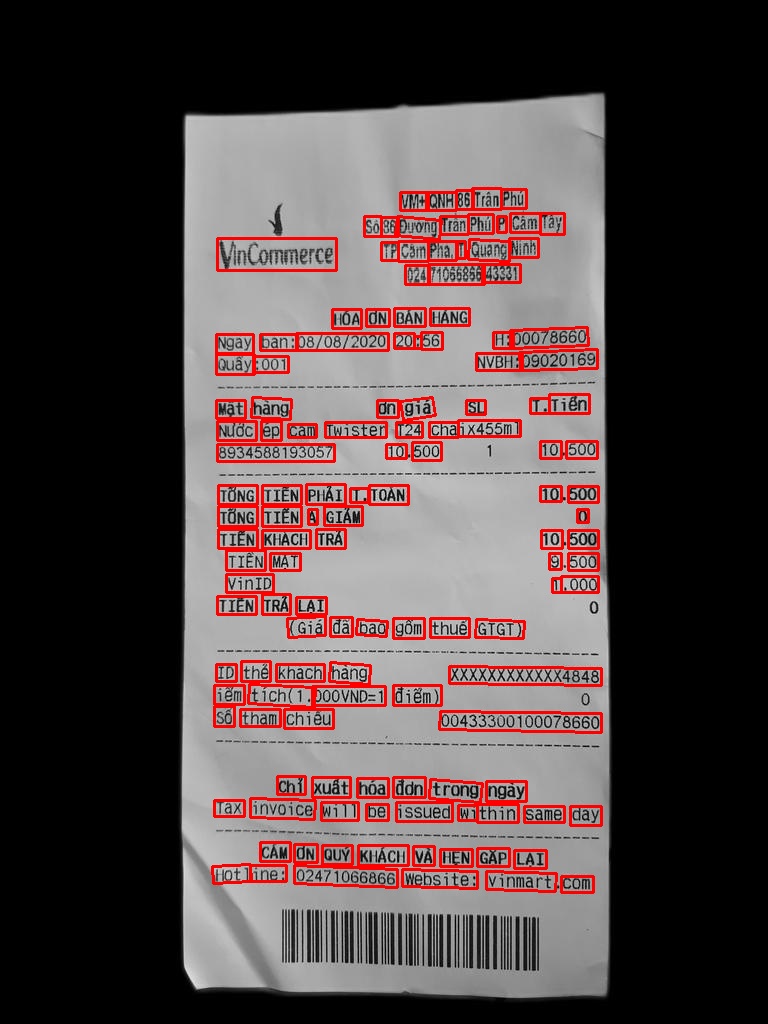 VinCommerce
VM+ QNH 86 Trần Phú
Số 86 Đường Trần Phú P Cẩm Tây
TP Cẩm Phả, T Quảng Ninh
02471066866 43331
HÓA ĐƠN BÁN HÀNG
Ngày bán:08/08/2020 20:56 HĐ:00078660
Quầy:001 NVBH:09020169
Mặt hàng Đơn giá SL T.Tiền
Nước ép cam Twister T24 chaix455ml
8934588193057 10.500 1 10.500
TỔNG TIỀN PHẢI T.TOÁN 10.500
TỔNG TIỀN ĐÃ GIẢM 0
TIỀN KHÁCH TRẢ 10.500
TIỀN MẶT 9.500
VinID 1.000
TIỀN TRẢ LẠI 0
(Giá đã bao gồm thuế GTGT)
ID thẻ khách hàng XXXXXXXXXXXX4848
Điểm tích(1.000VND=1 điểm) 0
Số tham chiếu 00433300100078660
Chỉ xuất hóa đơn trong ngày
Tax invoice will be issued within same day
CẢM ƠN QUÝ KHÁCH VÀ HẸN GẶP LẠI
Hotline: 02471066866 Website: vinmart.com